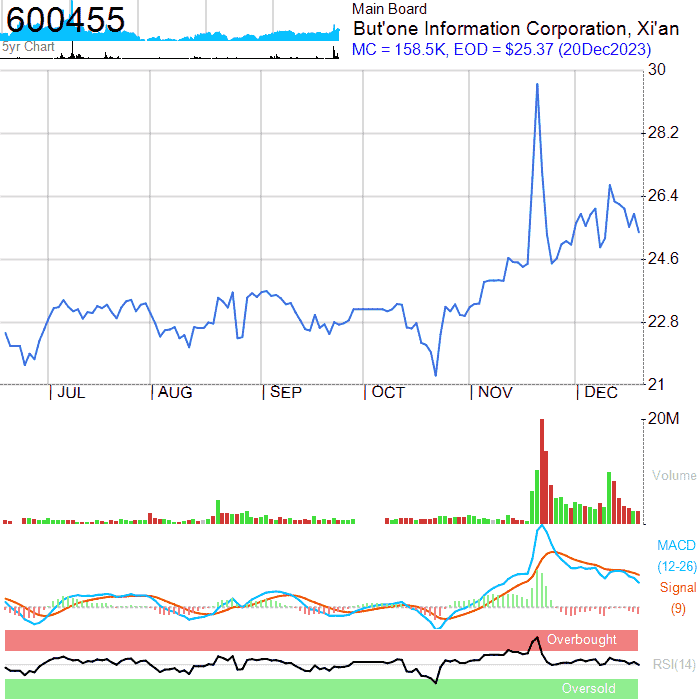 600455
5yr Chart
Main Board
But'one Information Corporation, Xi'an
MC = 158.5K, EOD = $25.37 (20Dec2023)
30
28.2
26.4
24.6
22.8
21
JUL
AUG
SEP
OCT
NOV
DEC
20M
Volume
MACD
(12-26)
Signal
(9)
Overbought
RSI(14)
Oversold